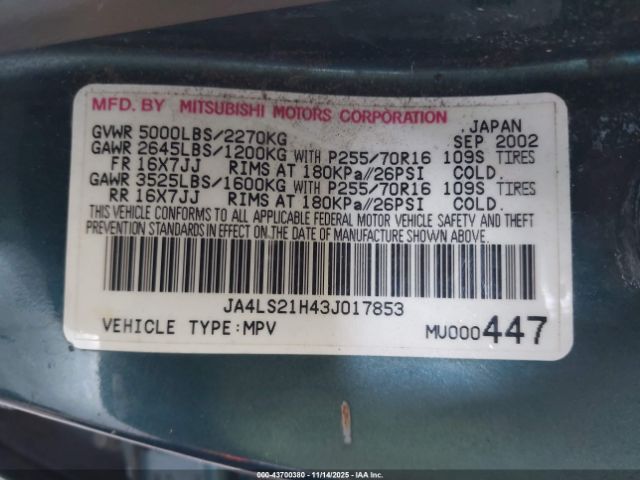 MFD. BY MITSUBISHI MOTORS CORPORATION
, JAPAN
GVWR 5000LBS/2270KG SEP 2002
GAWR 2645LBS/1200KG WITH P255/70R16 109S TIRES
FR 16X7JJ RIMS AT 180KPa//26PSI COLD.
GAWR 3525LBS/1600KG WITH P255/70R16 109S TIRES
RR 16X7JJ RIMS AT 180KPa//26PSI COLD.
THIS VEHICLE CONFORMS TO ALL APPLICABLE FEDERAL MOTOR VEHICLE SAFETY AND THEFT
PREVENTION STANDARDS IN EFFECT ON THE DATE OF MANUFACTURE SHOWN ABOVE.
JA4LS21H43J017853
VEHICLE TYPE:MPV MU000447
000-43700380 - 11/14/2025 - IAAI.COM